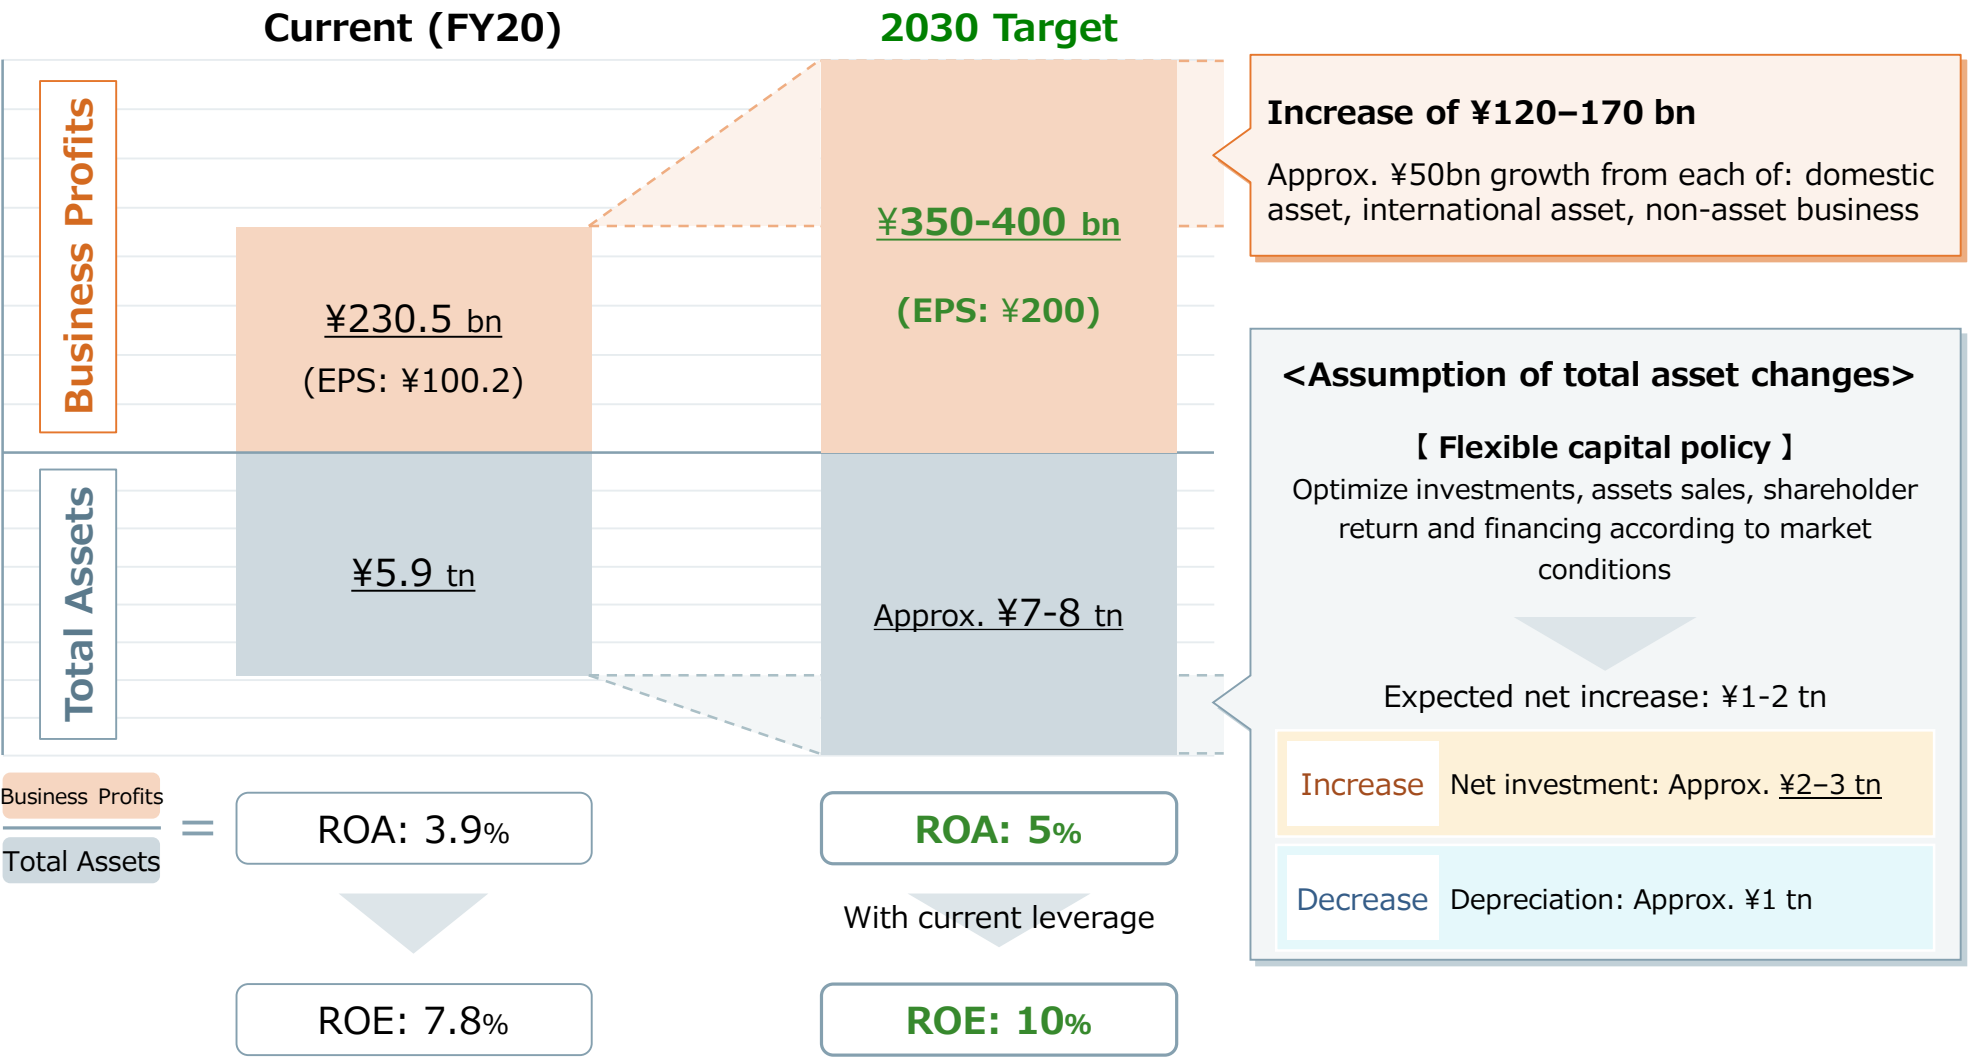 Current (FY20)
2030 Target
Business Profits
¥230.5 bn
(EPS: ¥100.2)
¥350-400 bn
(EPS: ¥200)
Increase of ¥120–170 bn
Approx. ¥50bn growth from each of: domestic
asset, international asset, non-asset business
Total Assets
¥5.9 tn
Approx. ¥7-8 tn
<Assumption of total asset changes>
【 Flexible capital policy 】
Optimize investments, assets sales, shareholder
return and financing according to market
conditions
Expected net increase: ¥1-2 tn
Increase Net investment: Approx. ¥2–3 tn
Decrease Depreciation: Approx. ¥1 tn
Business Profits
Total Assets
=
ROA: 3.9%
ROA: 5%
With current leverage
ROE: 7.8%
ROE: 10%